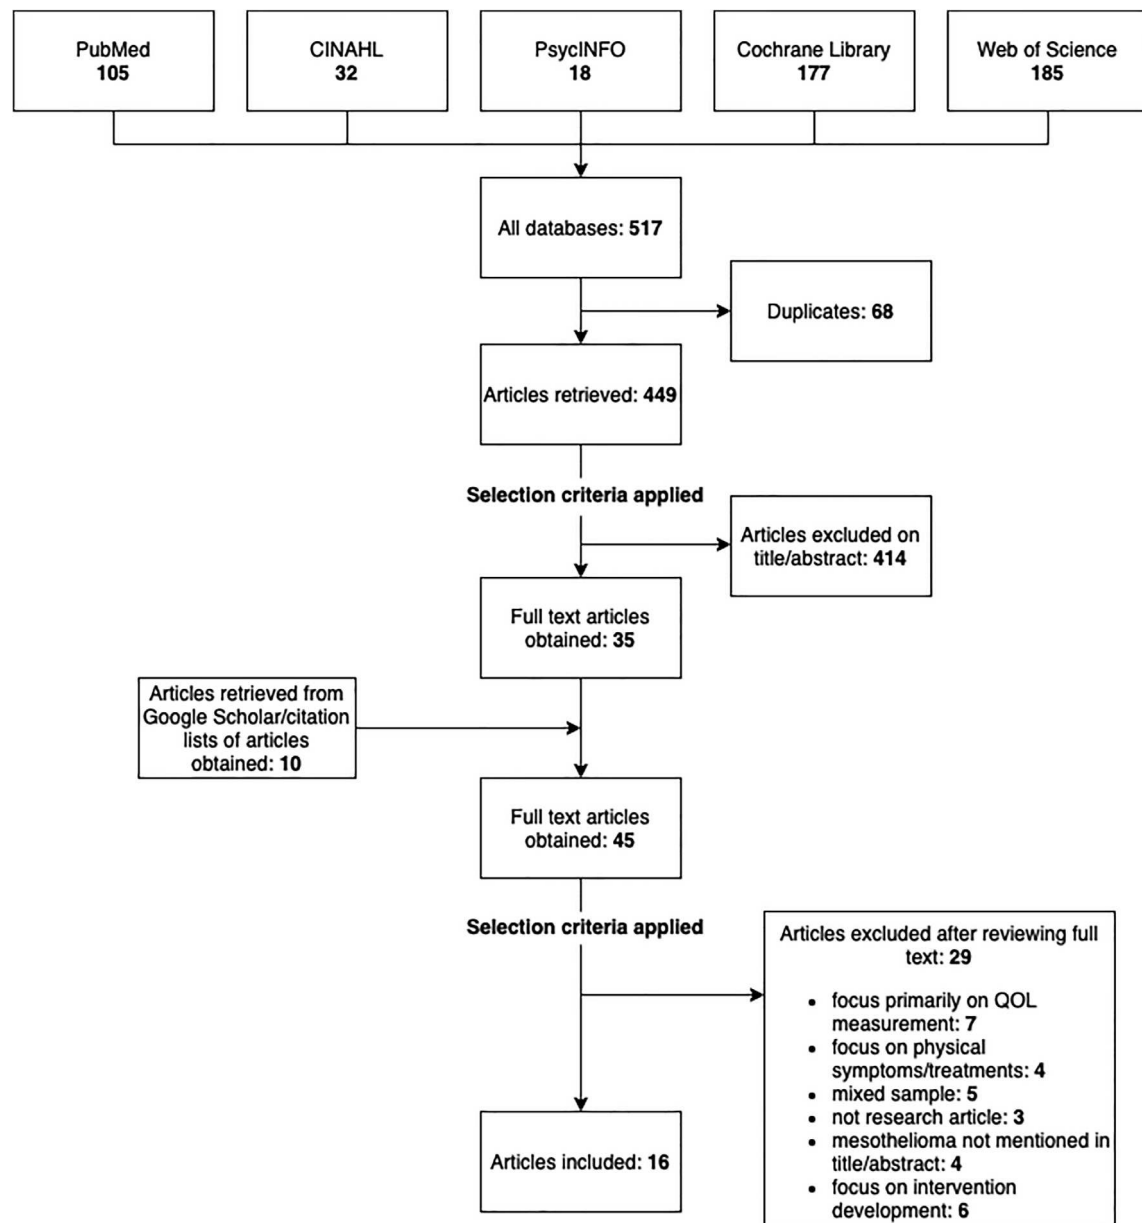 PubMed
105
CINAHL
32
PsycINFO
18
Cochrane Library
177
Web of Science
185
All databases: 517
Duplicates: 68
Articles retrieved: 449
Selection criteria applied
Articles excluded on
title/abstract: 414
Full text articles
obtained: 35
Articles retrieved from
Google Scholar/citation
lists of articles
obtained: 10
Full text articles
obtained: 45
Selection criteria applied
Articles excluded after reviewing full
text: 29
• focus primarily on QOL
measurement: 7
• focus on physical
symptoms/treatments: 4
• mixed sample: 5
• not research article: 3
• mesothelioma not mentioned in
title/abstract: 4
• focus on intervention
development: 6
Articles included: 16